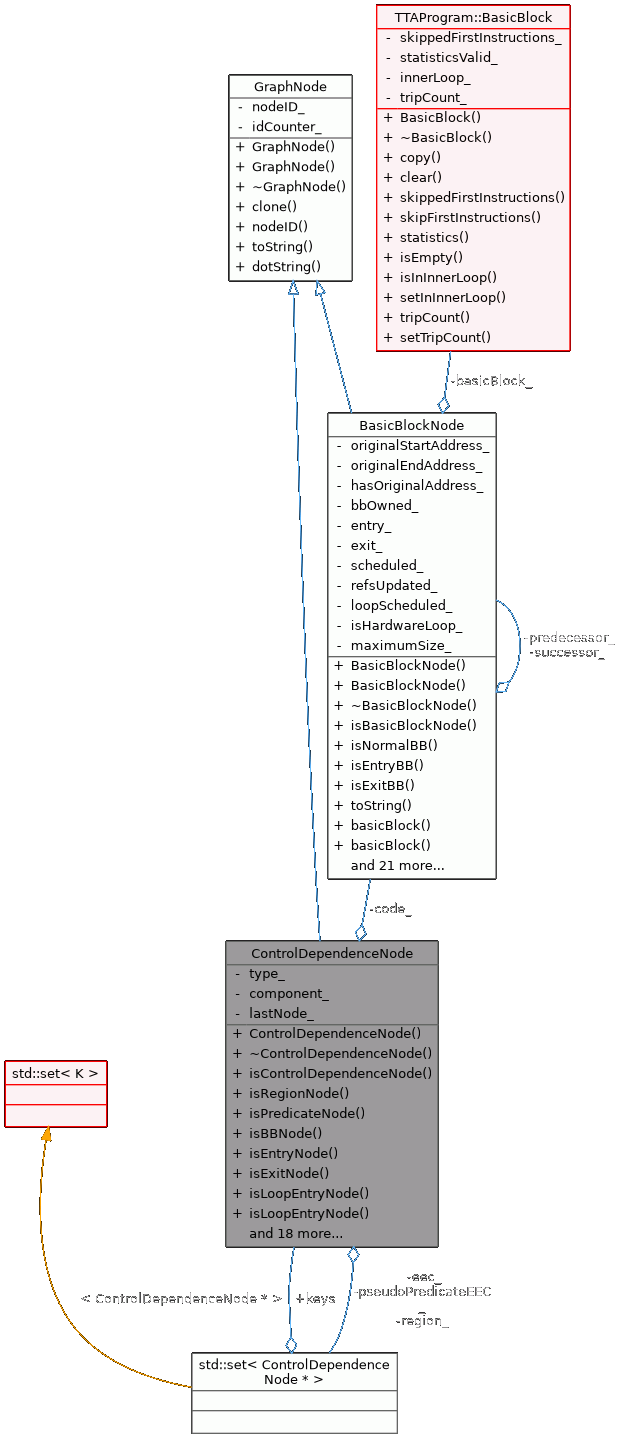 TTAProgram::BasicBlock
- skippedFirstInstructions_
- statisticsValid_
- innerLoop_
- tripCount_
+ BasicBlock()
+ ~BasicBlock()
+ copy()
+ clear()
+ skippedFirstInstructions()
+ skipFirstInstructions()
+ statistics()
+ isEmpty()
+ isInInnerLoop()
+ setInInnerLoop()
+ tripCount()
+ setTripCount()
GraphNode
- nodeID_
- idCounter_
+ GraphNode()
+ GraphNode()
+ ~GraphNode()
+ clone()
+ nodeID()
+ toString()
+ dotString()
-basicBlock_
BasicBlockNode
- originalStartAddress_
- originalEndAddress_
- hasOriginalAddress_
- bbOwned_
- entry_
- exit_
- scheduled_
- refsUpdated_
- loopScheduled_
- isHardwareLoop_
- maximumSize_
+ BasicBlockNode()
+ BasicBlockNode()
+ ~BasicBlockNode()
+ isBasicBlockNode()
+ isNormalBB()
+ isEntryBB()
+ isExitBB()
+ toString()
+ basicBlock()
+ basicBlock()
and 21 more...
-predecessor_
-successor_
-code_
ControlDependenceNode
- type_
- component_
- lastNode_
+ ControlDependenceNode()
+ ~ControlDependenceNode()
+ isControlDependenceNode()
+ isRegionNode()
+ isPredicateNode()
+ isBBNode()
+ isEntryNode()
+ isExitNode()
+ isLoopEntryNode()
+ isLoopEntryNode()
and 18 more...
std::set< K >
< ControlDependenceNode * >
+keys
-eec_
-pseudoPredicateEEC
_
-region_
std::set< ControlDependence
Node * >